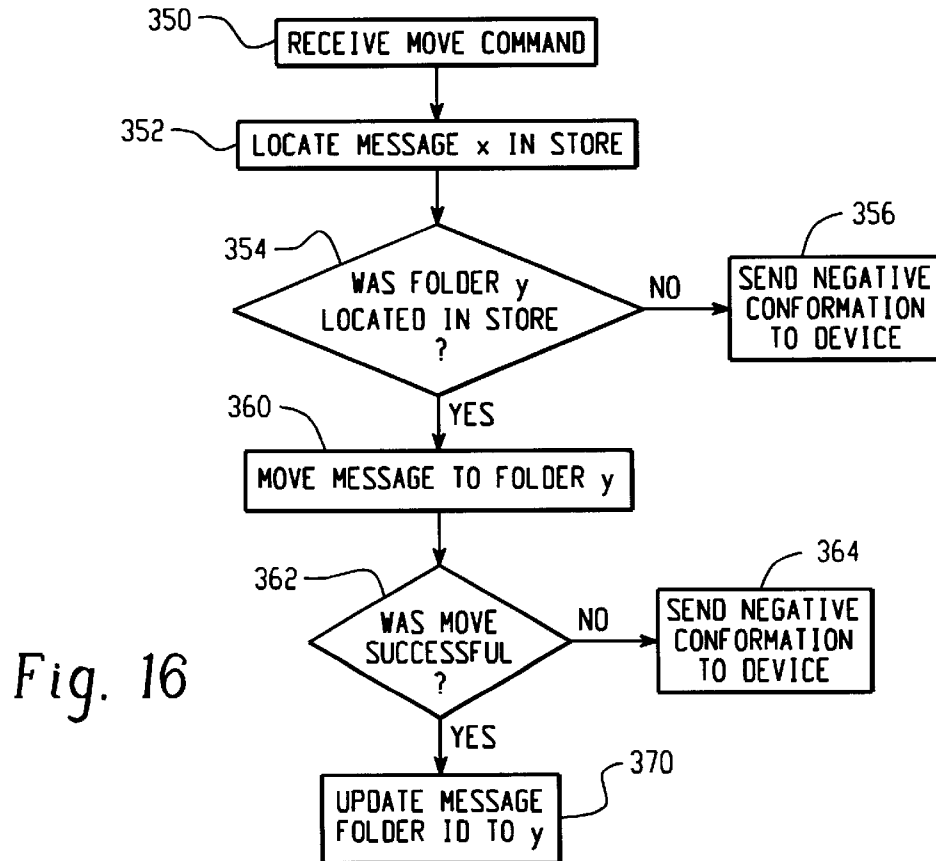 350
RECEIVE MOVE COMMAND
352
LOCATE MESSAGE x IN STORE
354
WAS FOLDER y
LOCATED IN STORE
?
NO
356
SEND NEGATIVE
CONFORMATION
TO DEVICE
YES
360
MOVE MESSAGE TO FOLDER y
362
WAS MOVE
SUCCESSFUL
?
NO
364
SEND NEGATIVE
CONFORMATION
TO DEVICE
YES
370
UPDATE MESSAGE
FOLDER ID TO y
Fig. 16